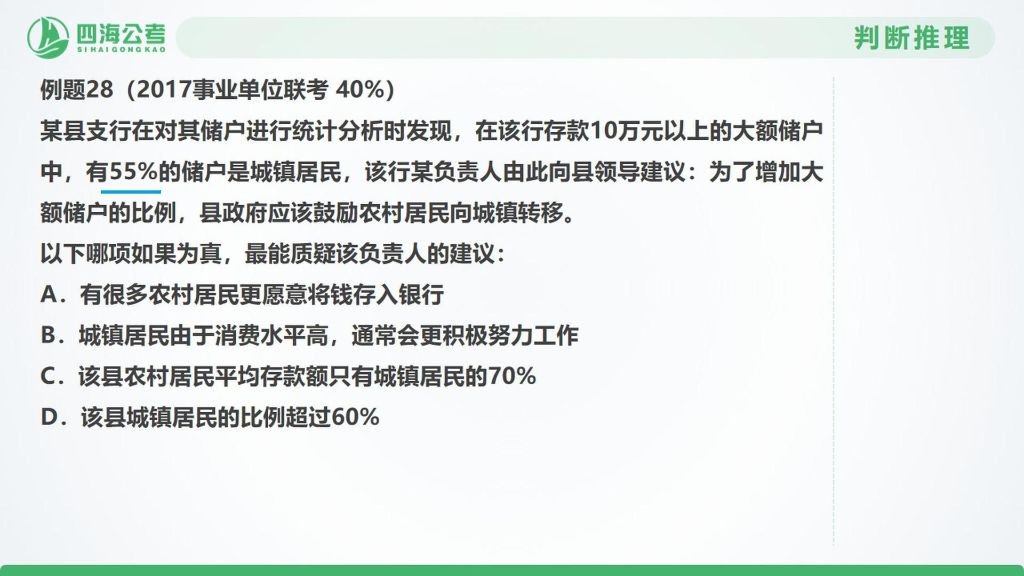 四海公考
SIHAIGONGKAO
判断推理
例题28（2017事业单位联考 40%）
某县支行在对其储户进行统计分析时发现，在该行存款10万元以上的大额储户
中，有55%的储户是城镇居民，该行某负责人由此向县领导建议：为了增加大
额储户的比例，县政府应该鼓励农村居民向城镇转移。
以下哪项如果为真，最能质疑该负责人的建议：
A．有很多农村居民更愿意将钱存入银行
B．城镇居民由于消费水平高，通常会更积极努力工作
C．该县农村居民平均存款额只有城镇居民的70%
D．该县城镇居民的比例超过60%